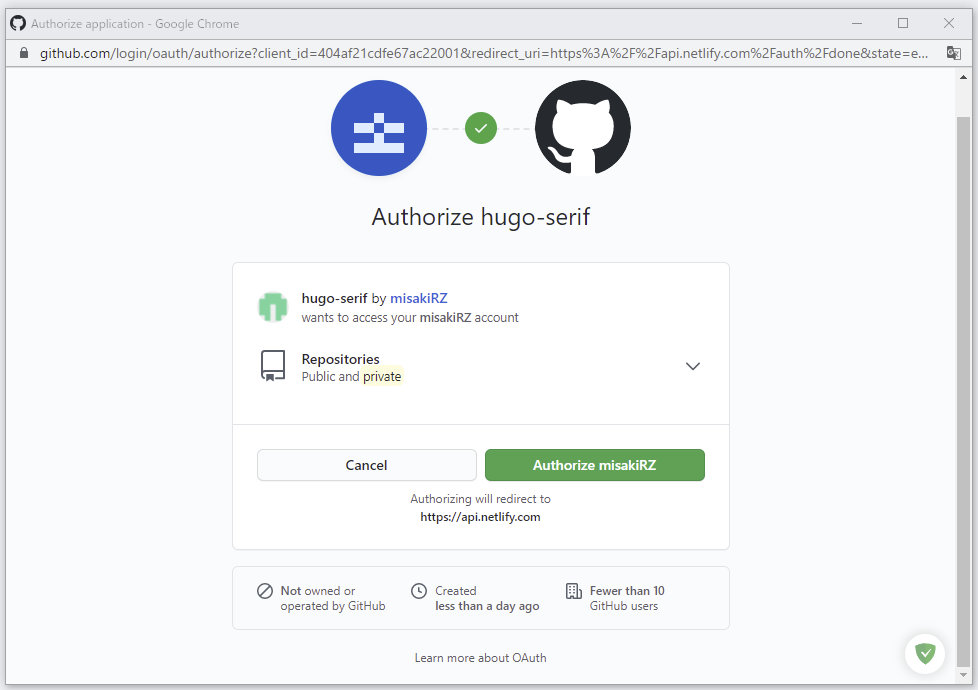 Authorize application - Google Chrome
github.com/login/oauth/authorize?client_id=404af21cdfe67ac22001&redirect_uri=https%3A%2F%2Fapi.netlify.com%2Fauth%2Fdone&state=e...
Authorize hugo-serif
hugo-serif by misakiRZ
wants to access your misakiRZ account
Repositories
Public and private
Cancel
Authorize misakiRZ
Authorizing will redirect to
https://api.netlify.com
Not owned or
operated by GitHub
Created
less than a day ago
Fewer than 10
GitHub users
Learn more about OAuth